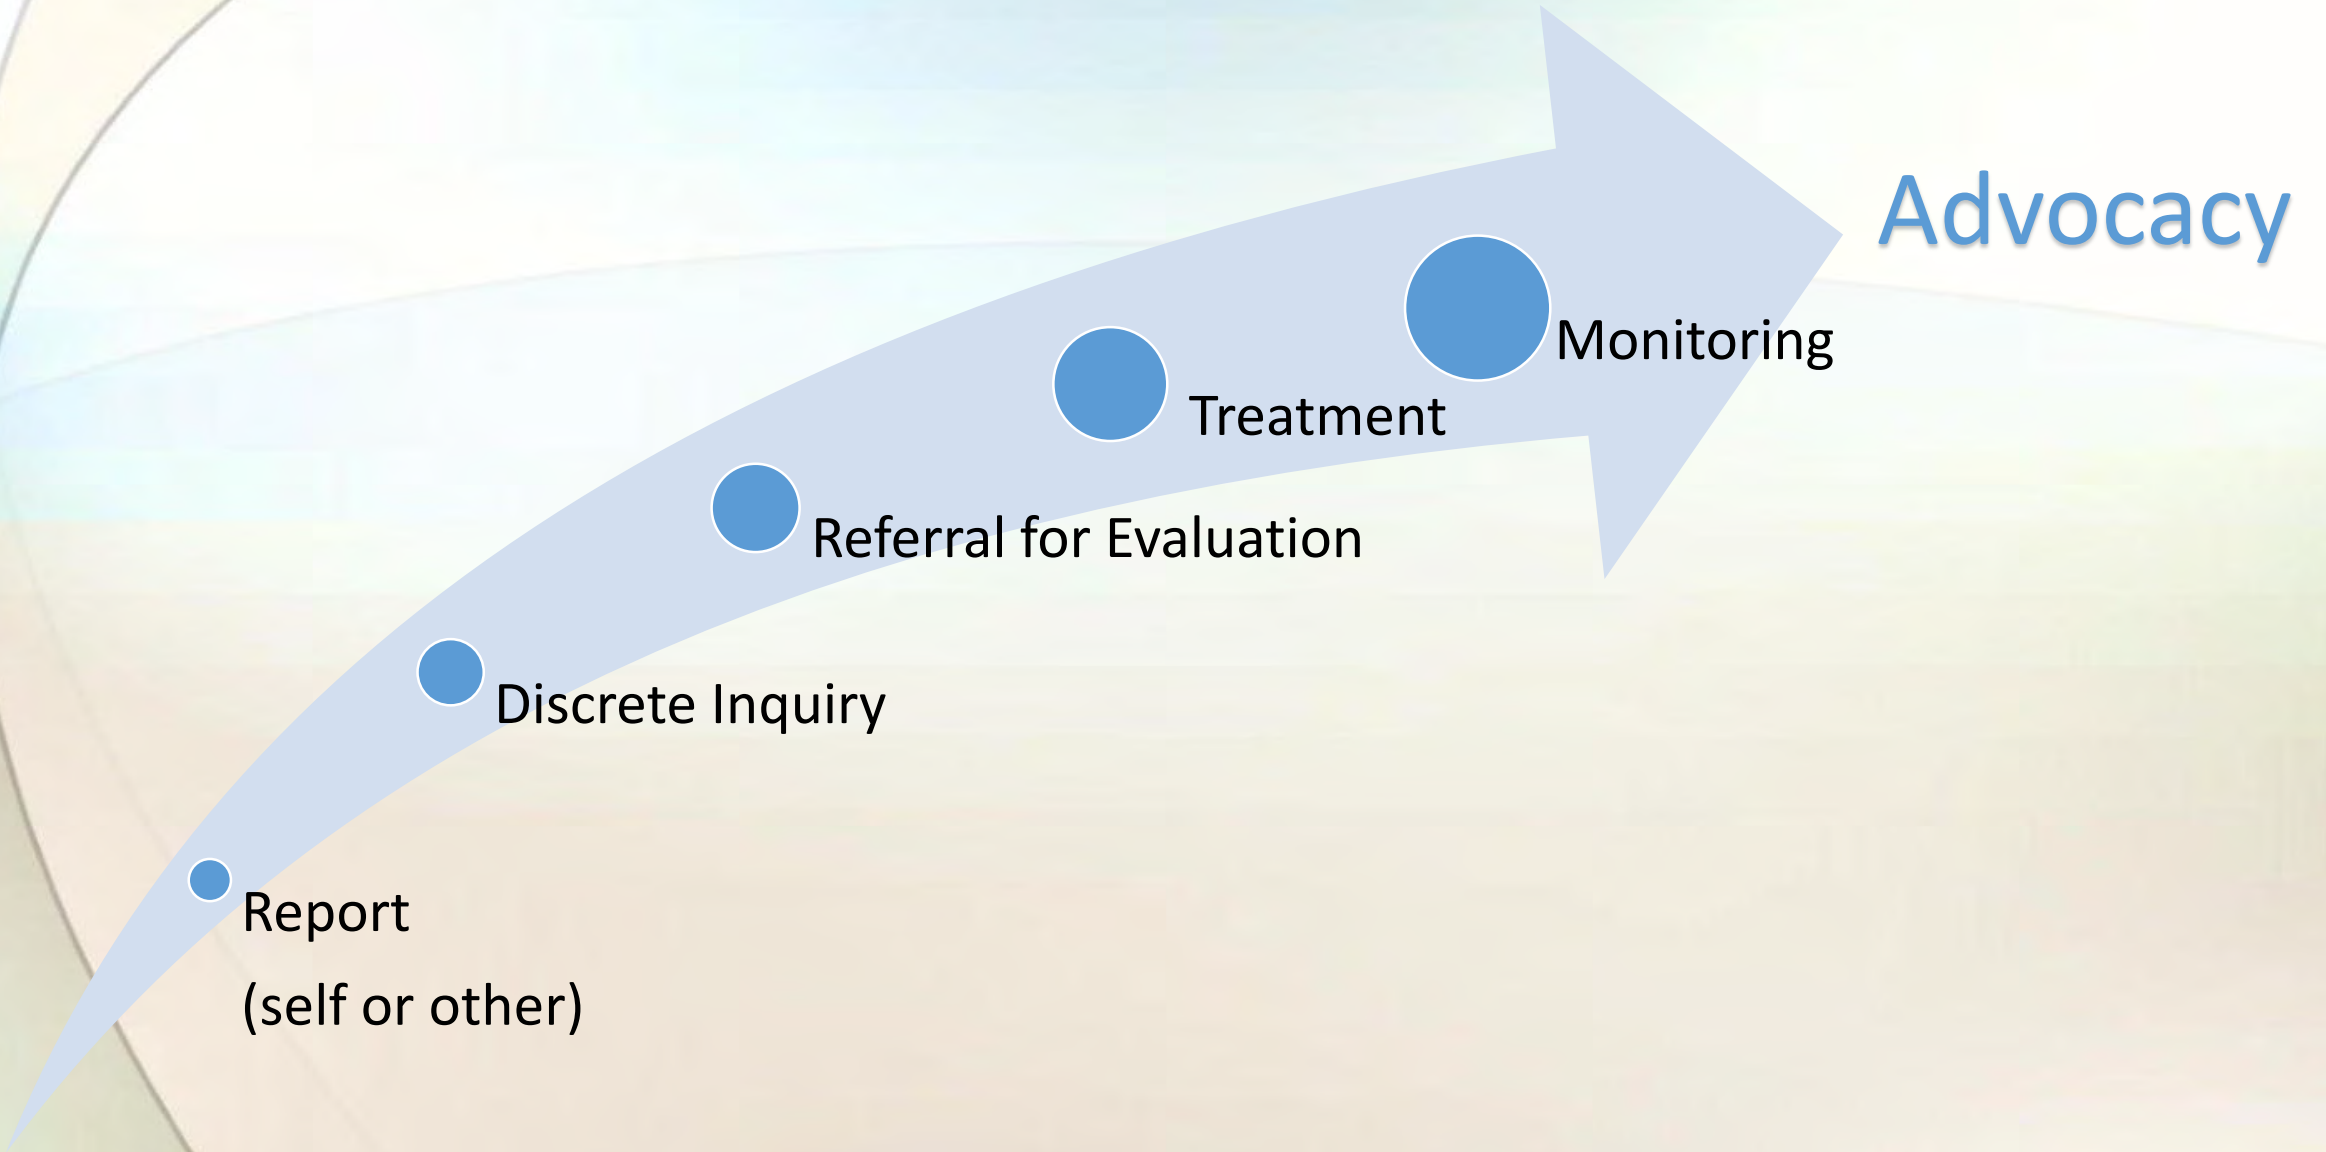 Advocacy
Monitoring
Treatment
Referral for Evaluation
Discrete Inquiry
Report
(self or other)